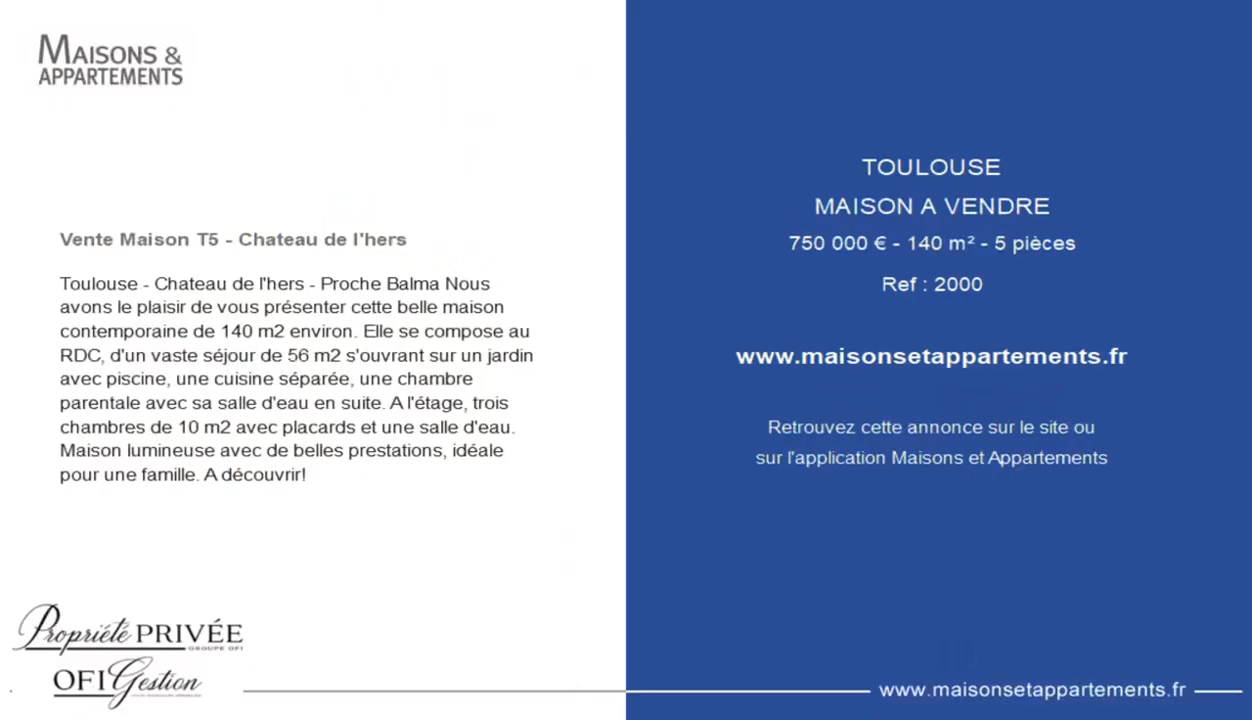 MAISONS &
APPARTEMENTS
Vente Maison T5 - Chateau de l'hers
Toulouse - Chateau de l'hers - Proche Balma Nous
avons le plaisir de vous présenter cette belle maison
contemporaine de 140 m2 environ. Elle se compose au
RDC, d'un vaste séjour de 56 m2 s'ouvrant sur un jardin
avec piscine, une cuisine séparée, une chambre
parentale avec sa salle d'eau en suite. A l'étage, trois
chambres de 10 m2 avec placards et une salle d'eau.
Maison lumineuse avec de belles prestations, idéale
pour une famille. A découvrir!
Propriété PRIVÉE
GROUPE OFI
OFI Gestion
TOULOUSE
MAISON A VENDRE
750 000 € - 140 m² - 5 pièces
Ref : 2000
www.maisonsetappartements.fr
Retrouvez cette annonce sur le site ou
sur l'application Maisons et Appartements
www.maisonsetappartements.fr